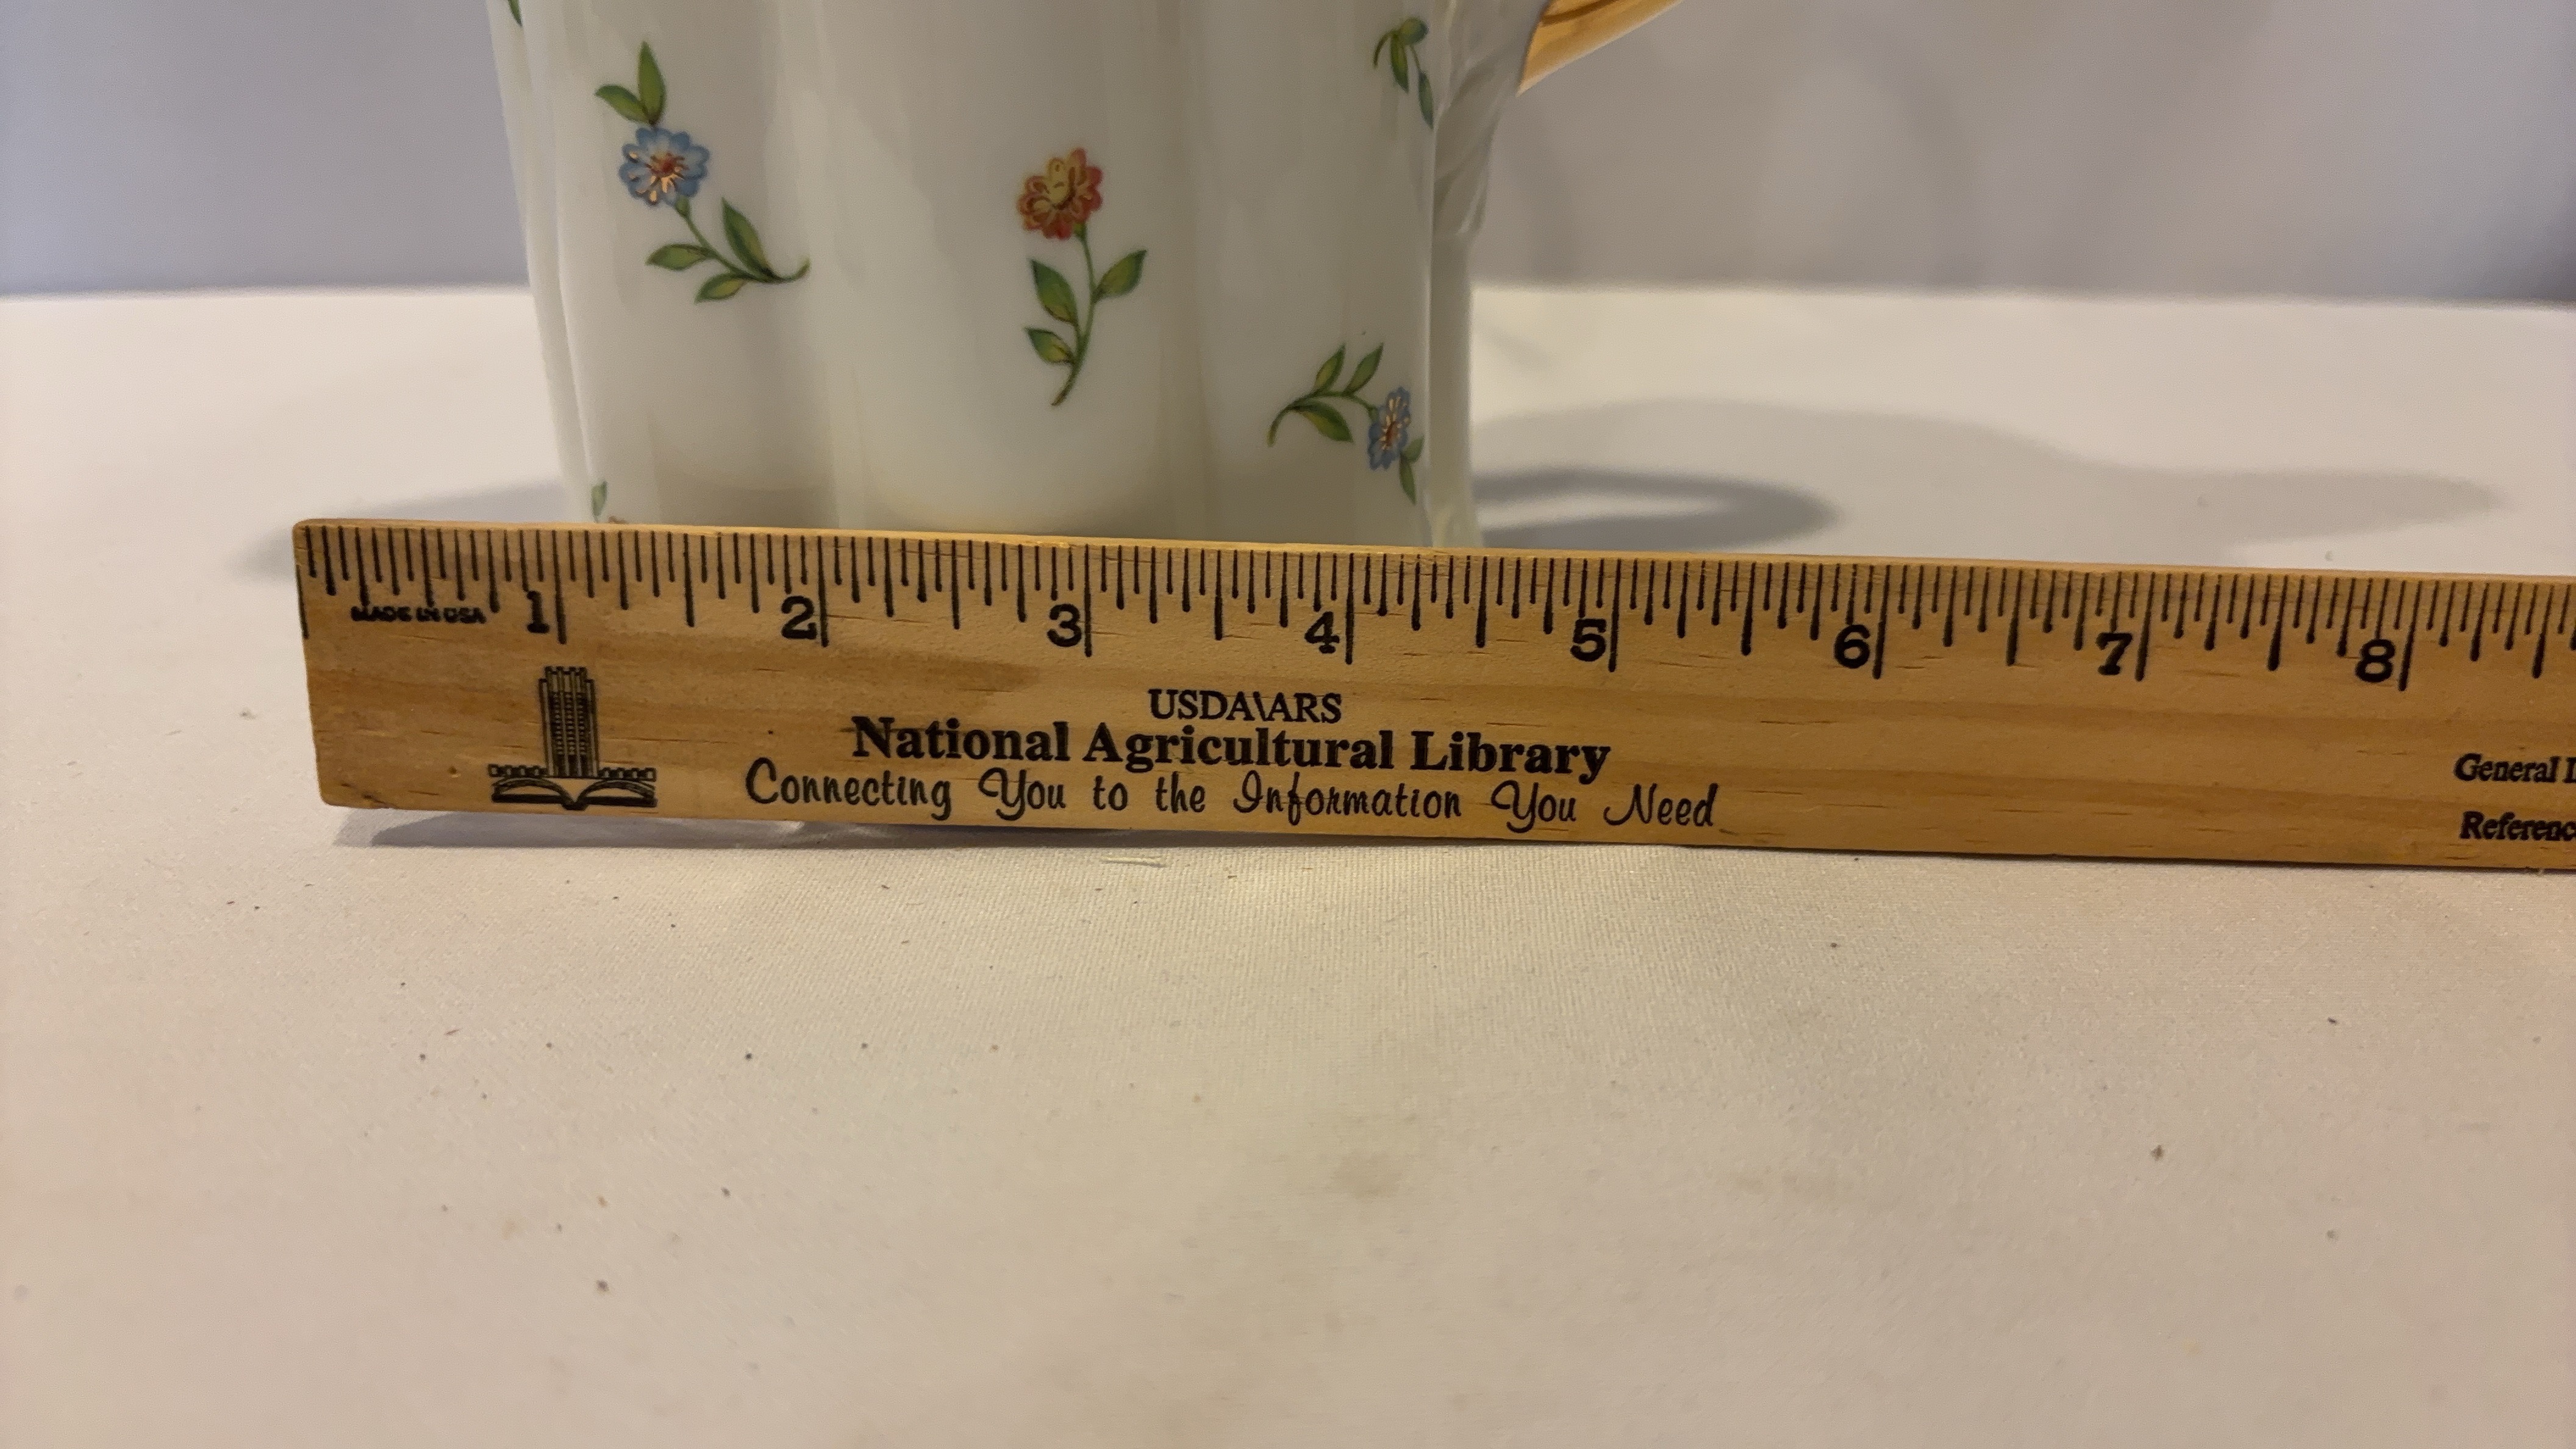 1 2 3 4 5 6 7 8
MADE IN USA
USDA\ARS
National Agricultural Library
Connecting You to the Information You Need
General
Referenc